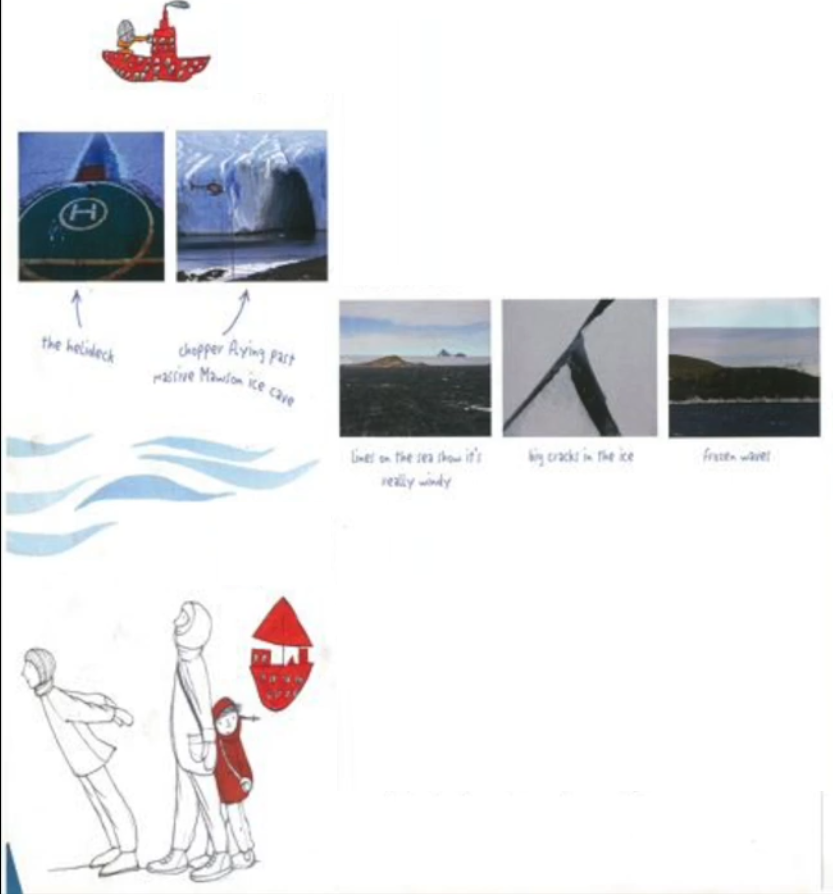 H
the helideck
chopper flying past
massive Mawson ice cave
lines on the sea show it's
really windy
big cracks in the ice
frozen waves